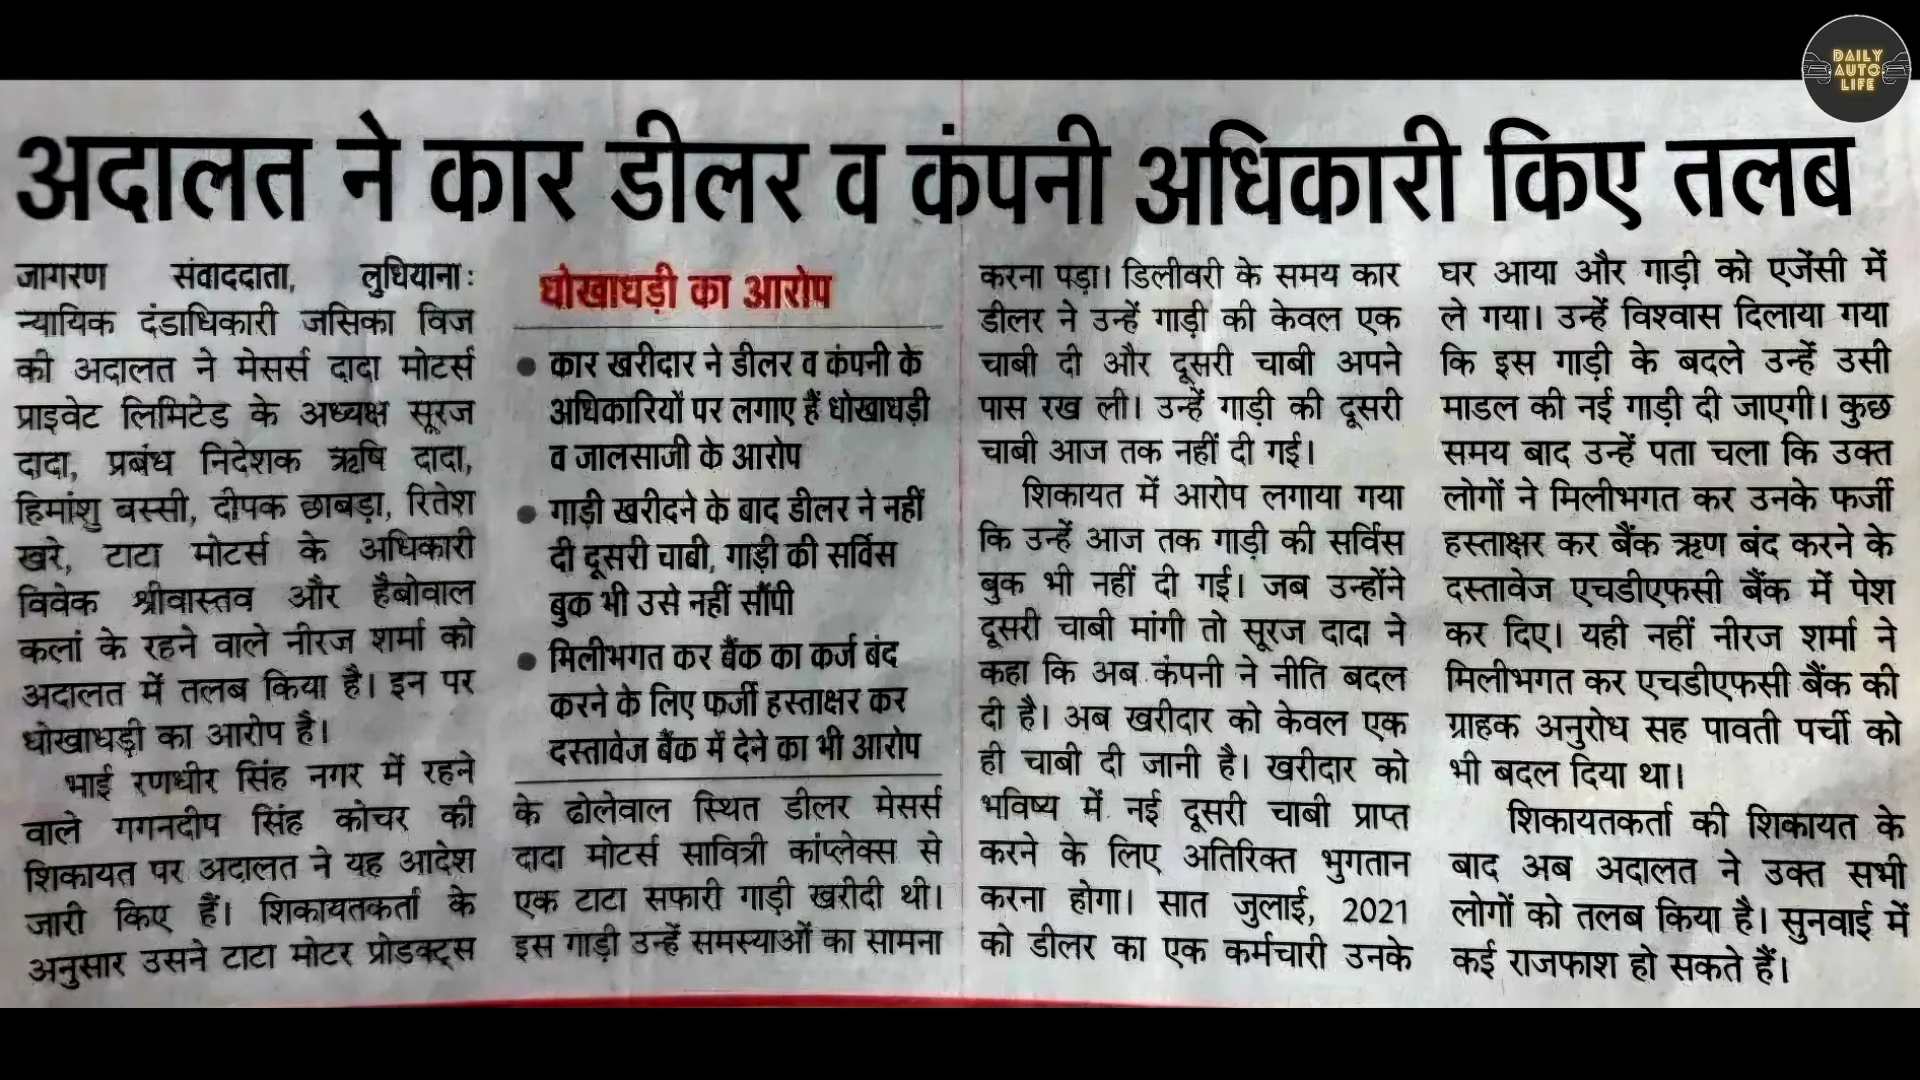 DAILY
AUTO
LIFE
अदालत ने कार डीलर व कंपनी अधिकारी किए तलब
जागरण संवाददाता, लुधियाना:
न्यायिक दंडाधिकारी जसिका विज
की अदालत ने मेसर्स दादा मोटर्स
प्राइवेट लिमिटेड के अध्यक्ष सूरज
दादा, प्रबंध निदेशक ऋषि दादा,
हिमांशु बस्सी, दीपक छाबड़ा, रितेश
खरे, टाटा मोटर्स के अधिकारी
विवेक श्रीवास्तव और हैबोवाल
कलां के रहने वाले नीरज शर्मा को
अदालत में तलब किया है। इन पर
धोखाधड़ी का आरोप है।
भाई रणधीर सिंह नगर में रहने
वाले गगनदीप सिंह कोचर की
शिकायत पर अदालत ने यह आदेश
जारी किए हैं। शिकायतकर्ता के
अनुसार उसने टाटा मोटर प्रोडक्ट्स
धोखाधड़ी का आरोप
● कार खरीदार ने डीलर व कंपनी के
अधिकारियों पर लगाए हैं धोखाधड़ी
व जालसाजी के आरोप
● गाड़ी खरीदने के बाद डीलर ने नहीं
दी दूसरी चाबी, गाड़ी की सर्विस
बुक भी उसे नहीं सौंपी
● मिलीभगत कर बैंक का कर्ज बंद
करने के लिए फर्जी हस्ताक्षर कर
दस्तावेज बैंक में देने का भी आरोप
के ढोलेवाल स्थित डीलर मेसर्स
दादा मोटर्स सावित्री कांप्लेक्स से
एक टाटा सफारी गाड़ी खरीदी थी।
इस गाड़ी उन्हें समस्याओं का सामना
करना पड़ा। डिलीवरी के समय कार
डीलर ने उन्हें गाड़ी की केवल एक
चाबी दी और दूसरी चाबी अपने
पास रख ली। उन्हें गाड़ी की दूसरी
चाबी आज तक नहीं दी गई।
शिकायत में आरोप लगाया गया
कि उन्हें आज तक गाड़ी की सर्विस
बुक भी नहीं दी गई। जब उन्होंने
दूसरी चाबी मांगी तो सूरज दादा ने
कहा कि अब कंपनी ने नीति बदल
दी है। अब खरीदार को केवल एक
ही चाबी दी जानी है। खरीदार को
भविष्य में नई दूसरी चाबी प्राप्त
करने के लिए अतिरिक्त भुगतान
करना होगा। सात जुलाई, 2021
को डीलर का एक कर्मचारी उनके
घर आया और गाड़ी को एजेंसी में
ले गया। उन्हें विश्वास दिलाया गया
कि इस गाड़ी के बदले उन्हें उसी
माडल की नई गाड़ी दी जाएगी। कुछ
समय बाद उन्हें पता चला कि उक्त
लोगों ने मिलीभगत कर उनके फर्जी
हस्ताक्षर कर बैंक ऋण बंद करने के
दस्तावेज एचडीएफसी बैंक में पेश
कर दिए। यही नहीं नीरज शर्मा ने
मिलीभगत कर एचडीएफसी बैंक की
ग्राहक अनुरोध सह पावती पर्ची को
भी बदल दिया था।
शिकायतकर्ता की शिकायत के
बाद अब अदालत ने उक्त सभी
लोगों को तलब किया है। सुनवाई में
कई राजफाश हो सकते हैं।